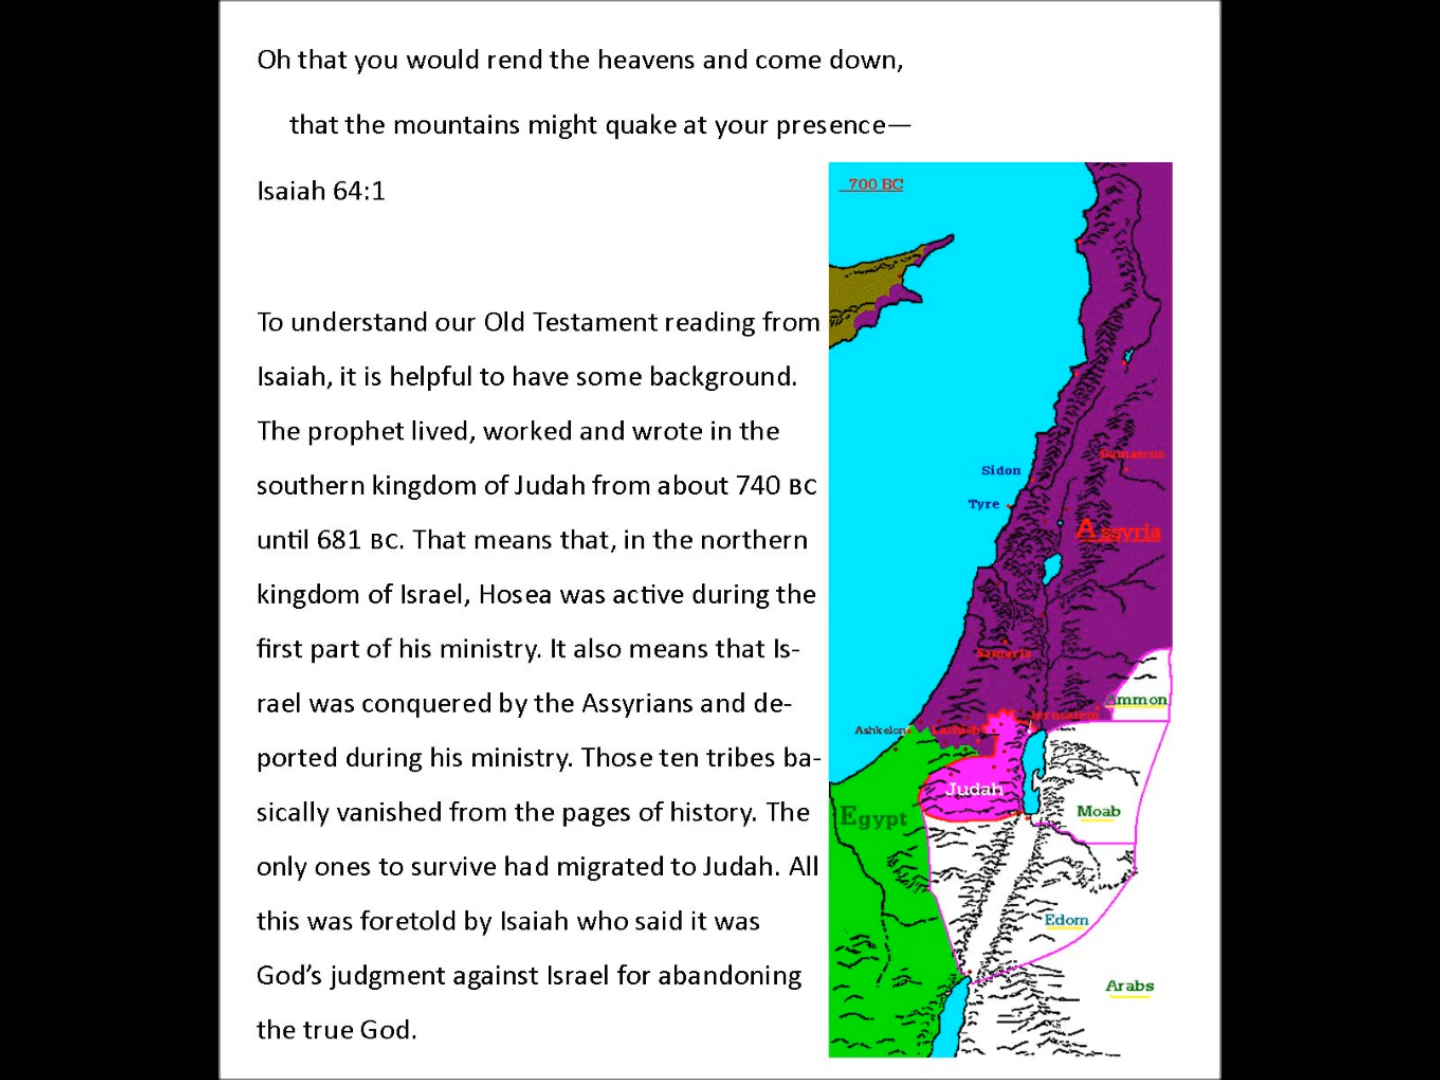 Oh that you would rend the heavens and come down,
that the mountains might quake at your presence—
Isaiah 64:1
To understand our Old Testament reading from
Isaiah, it is helpful to have some background.
The prophet lived, worked and wrote in the
southern kingdom of Judah from about 740 BC
until 681 BC. That means that, in the northern
kingdom of Israel, Hosea was active during the
first part of his ministry. It also means that Is-
rael was conquered by the Assyrians and de-
ported during his ministry. Those ten tribes ba-
sically vanished from the pages of history. The
only ones to survive had migrated to Judah. All
this was foretold by Isaiah who said it was
God's judgment against Israel for abandoning
the true God.
700 BC
Damascus
Sidon
Tyre
Assyria
Samaria
Ammon
Jerusalem
Ashkelon
Lachish
Judah
Moab
Egypt
Edom
Arabs